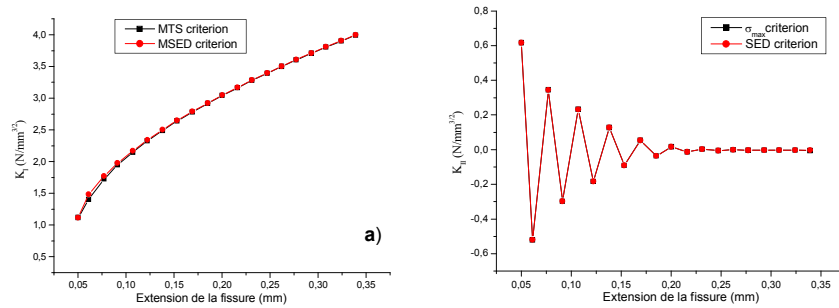 MTS criterion
MSED criterion
4,0
3,5
3,0
2,5
2,0
1,5
1,0
0,5
K_I (N/mm^3/2)
0,05 0,10 0,15 0,20 0,25 0,30 0,35
Extension de la fissure (mm)
a)
σ_max criterion
SED criterion
0,8
0,6
0,4
0,2
0,0
-0,2
-0,4
-0,6
K_II (N/mm^3/2)
0,05 0,10 0,15 0,20 0,25 0,30 0,35
Extension de la fissure (mm)